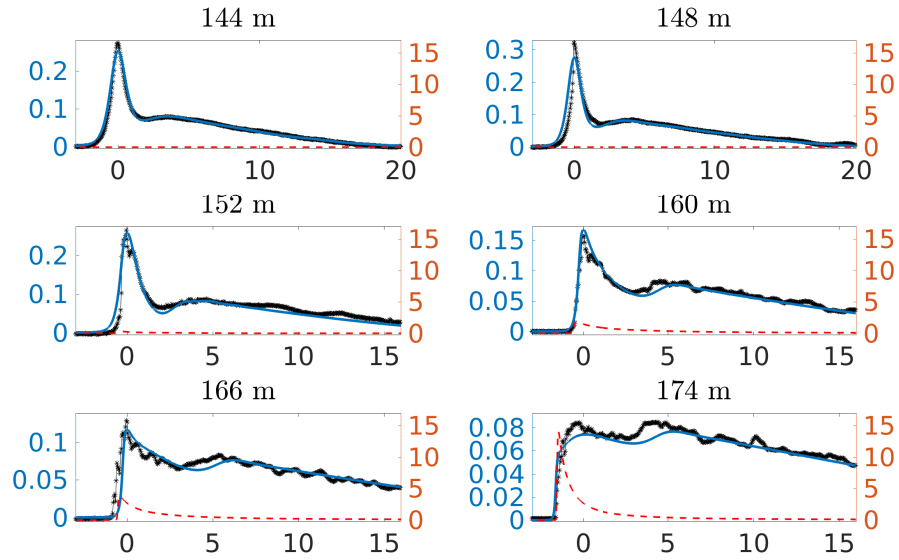 144 m 148 m
15 0.3 15
0.2 10 0.2 10
0.1 5 0.1 5
0 0 0 0
0 10 20 0 10 20
152 m 160 m
15 0.15 15
0.2 10 0.1 10
0.1 5 0.05 5
0 0 0 0
0 5 10 15 0 5 10 15
166 m 174 m
15 0.08 15
0.1 10 0.06 10
0.05 5 0.04 5
0.02
0 0 0 0
0 5 10 15 0 5 10 15